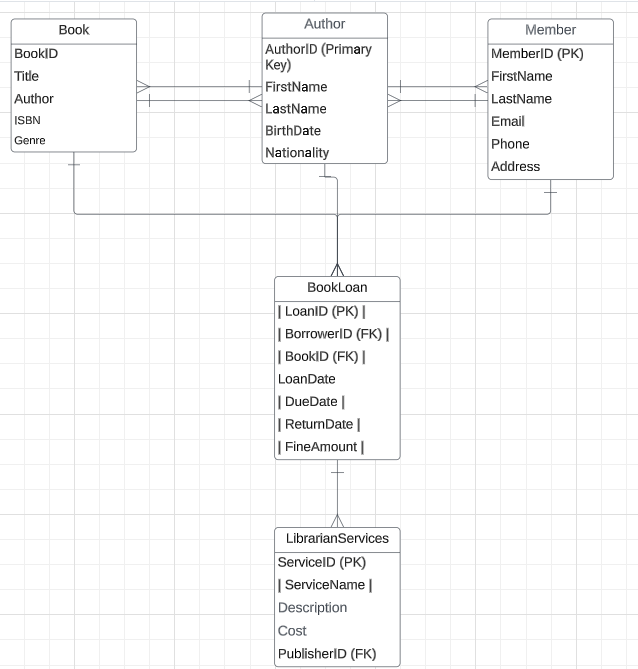 Book
BookID
Title
Author
ISBN
Genre
Author
AuthorID (Primary
Key)
FirstName
LastName
BirthDate
Nationality
Member
MemberID (PK)
FirstName
LastName
Email
Phone
Address
BookLoan
| LoanID (PK) |
| BorrowerID (FK) |
| BookID (FK) |
LoanDate
| DueDate |
| ReturnDate |
| FineAmount |
LibrarianServices
ServiceID (PK)
| ServiceName |
Description
Cost
PublisherID (FK)